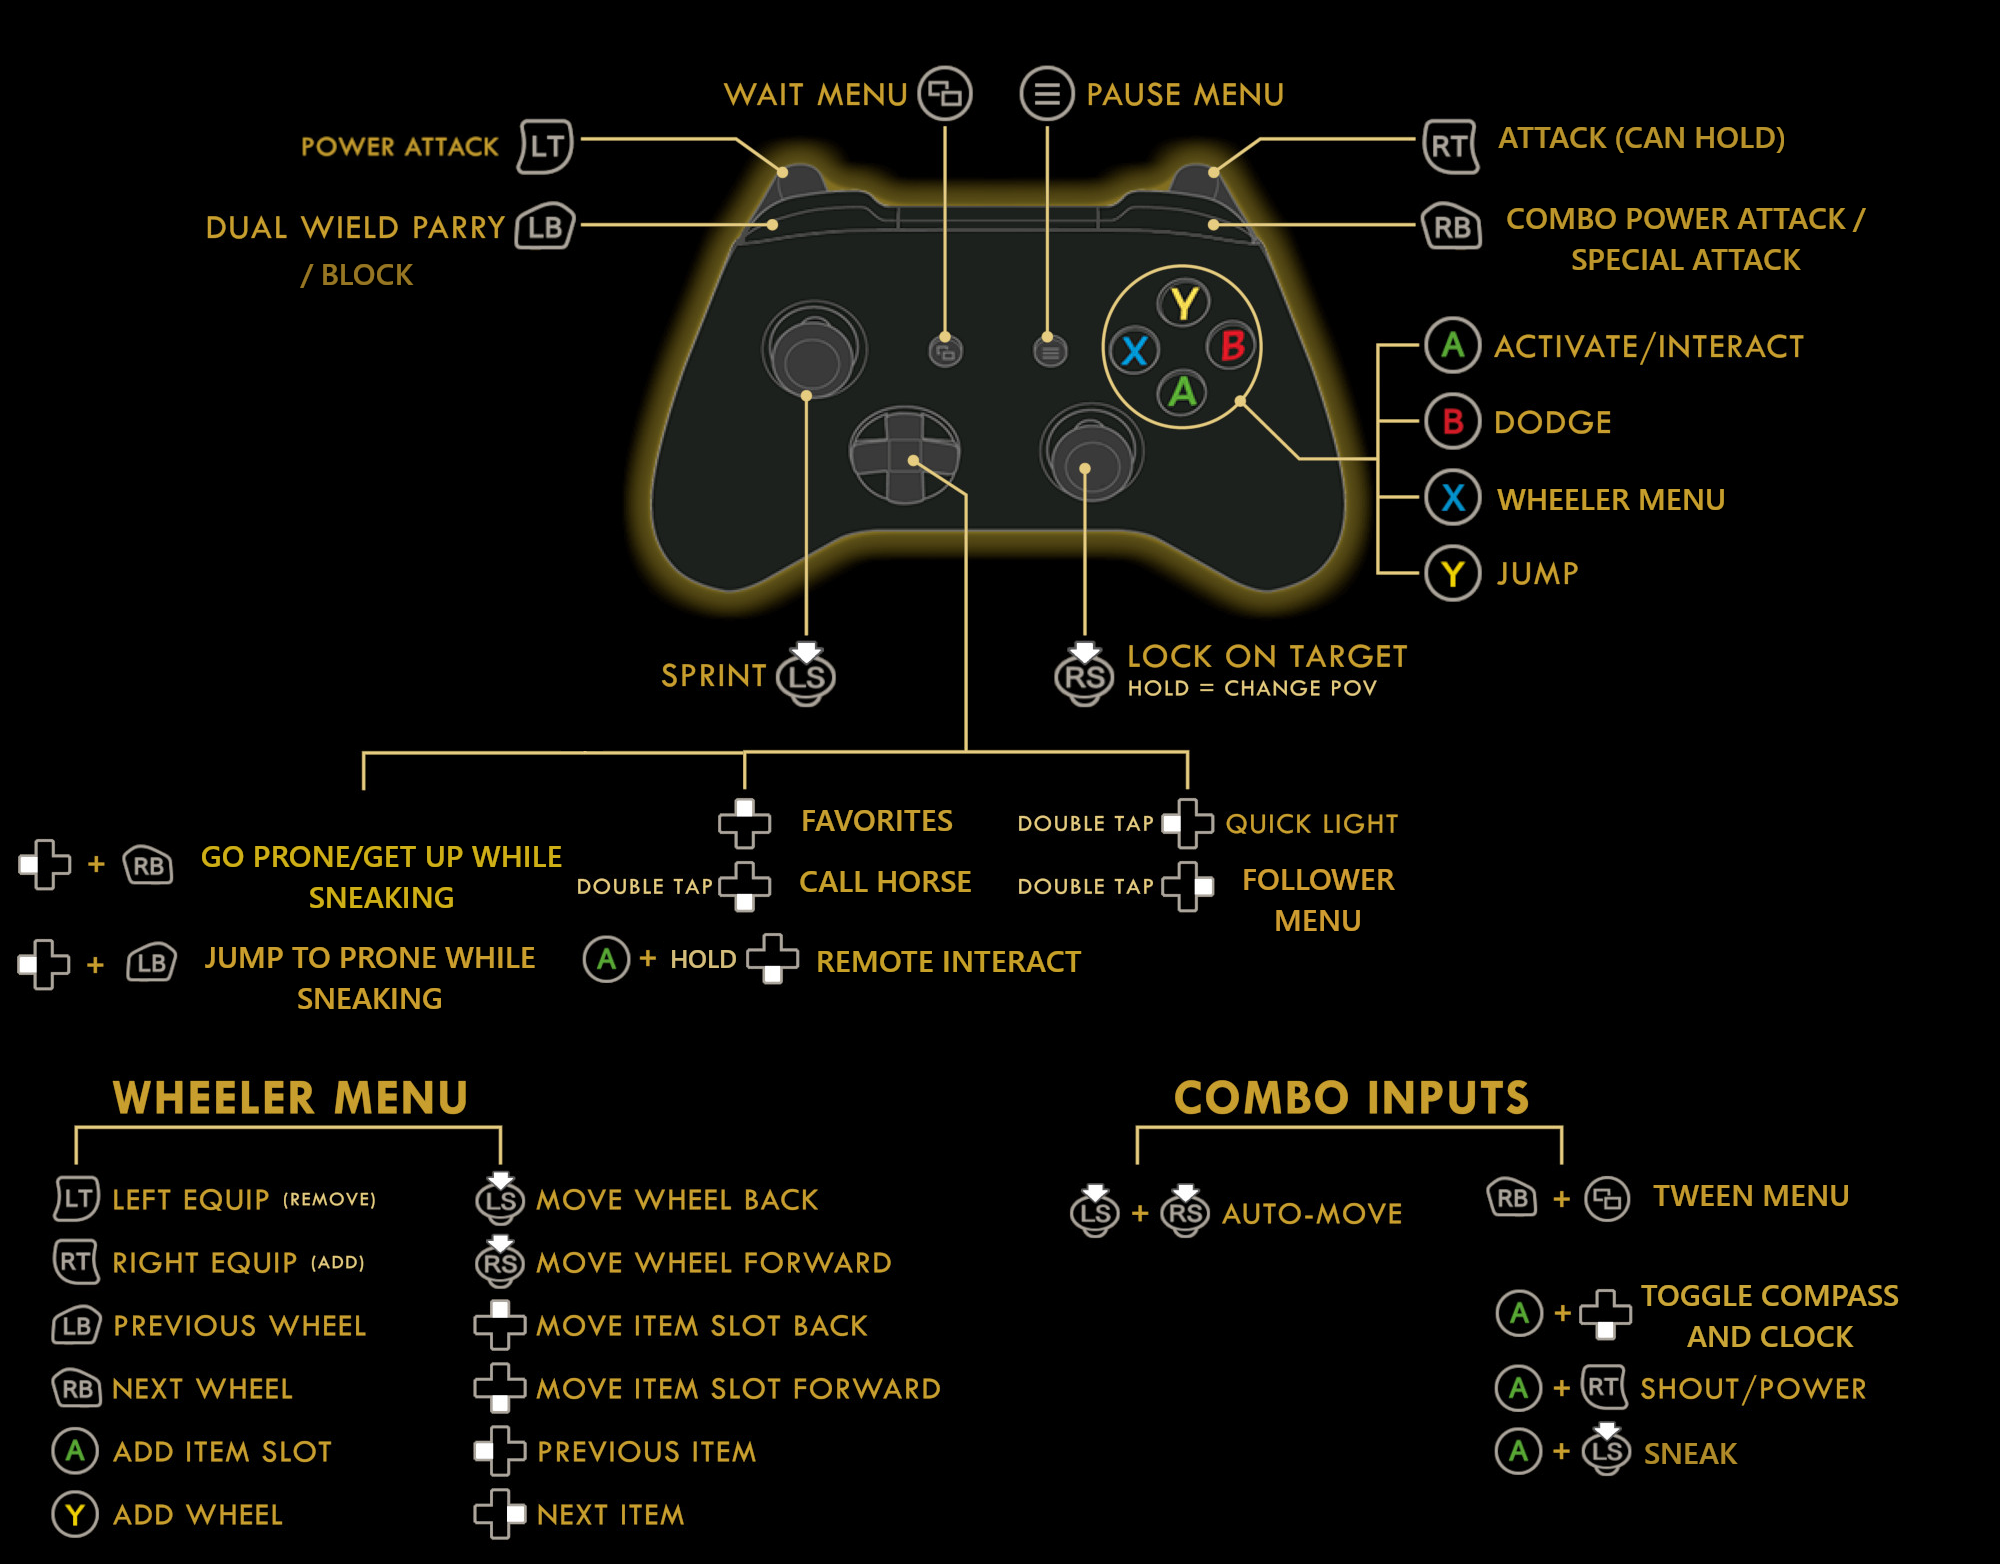 WAIT MENU
PAUSE MENU
POWER ATTACK LT
RT ATTACK (CAN HOLD)
DUAL WIELD PARRY LB
/ BLOCK
RB COMBO POWER ATTACK /
SPECIAL ATTACK
Y
X B
A
A ACTIVATE/INTERACT
B DODGE
X WHEELER MENU
Y JUMP
SPRINT LS
RS LOCK ON TARGET
HOLD = CHANGE POV
+ RB GO PRONE/GET UP WHILE
SNEAKING
+ LB JUMP TO PRONE WHILE
SNEAKING
FAVORITES
DOUBLE TAP CALL HORSE
A + HOLD REMOTE INTERACT
DOUBLE TAP QUICK LIGHT
DOUBLE TAP FOLLOWER
MENU
WHEELER MENU
LT LEFT EQUIP (REMOVE)
RT RIGHT EQUIP (ADD)
LB PREVIOUS WHEEL
RB NEXT WHEEL
A ADD ITEM SLOT
Y ADD WHEEL
LS MOVE WHEEL BACK
RS MOVE WHEEL FORWARD
MOVE ITEM SLOT BACK
MOVE ITEM SLOT FORWARD
PREVIOUS ITEM
NEXT ITEM
COMBO INPUTS
LS + RS AUTO-MOVE
RB + TWEEN MENU
A + TOGGLE COMPASS
AND CLOCK
A + RT SHOUT/POWER
A + LS SNEAK